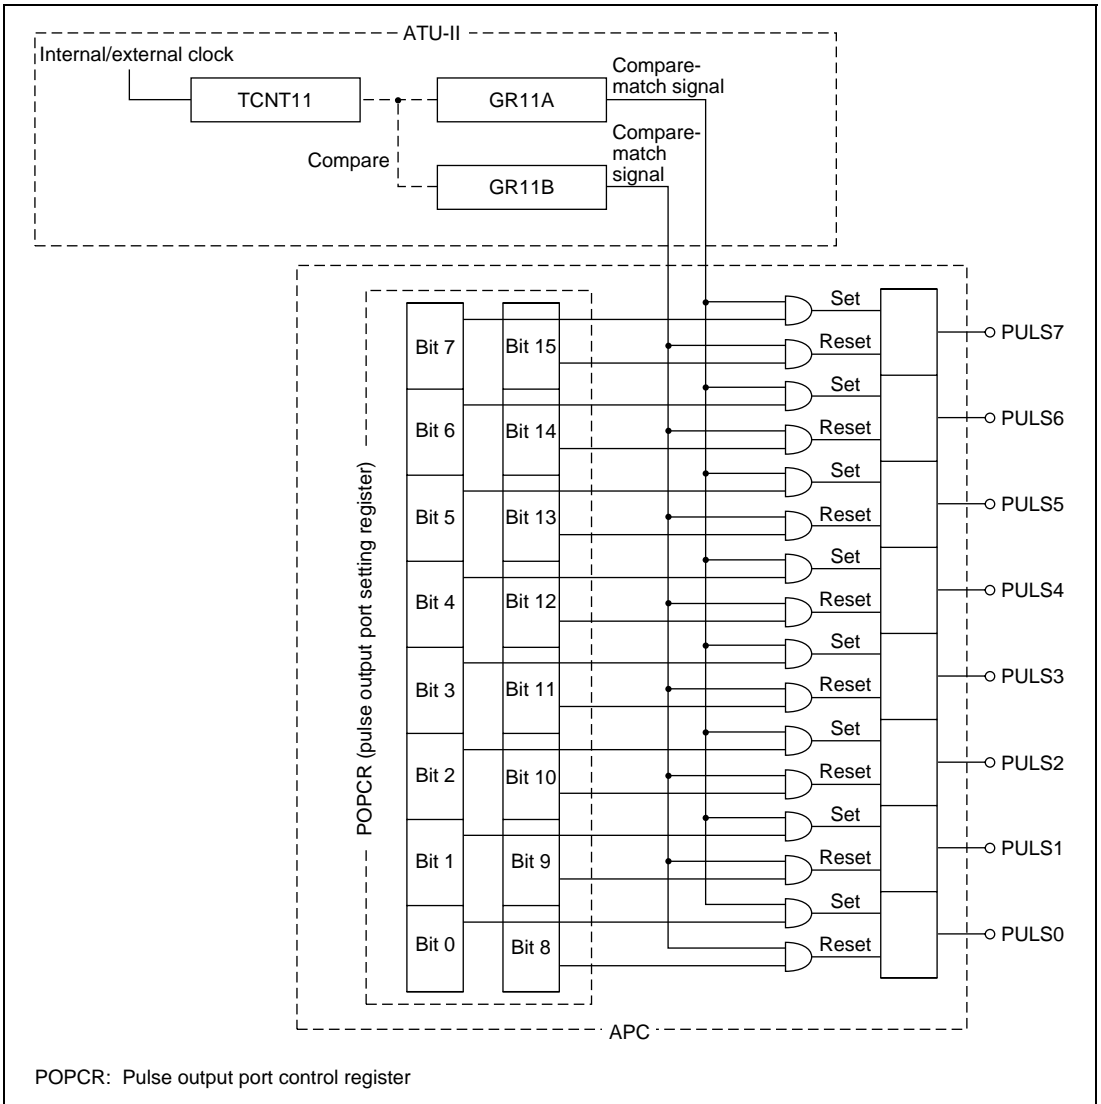 ATU-II
Internal/external clock
TCNT11
GR11A
Compare-
match signal
Compare
GR11B
Compare-
match
signal
POPCR (pulse output port setting register)
Bit 7
Bit 15
Set
Reset
PULS7
Bit 6
Bit 14
Set
Reset
PULS6
Bit 5
Bit 13
Set
Reset
PULS5
Bit 4
Bit 12
Set
Reset
PULS4
Bit 3
Bit 11
Set
Reset
PULS3
Bit 2
Bit 10
Set
Reset
PULS2
Bit 1
Bit 9
Set
Reset
PULS1
Bit 0
Bit 8
Set
Reset
PULS0
APC
POPCR: Pulse output port control register